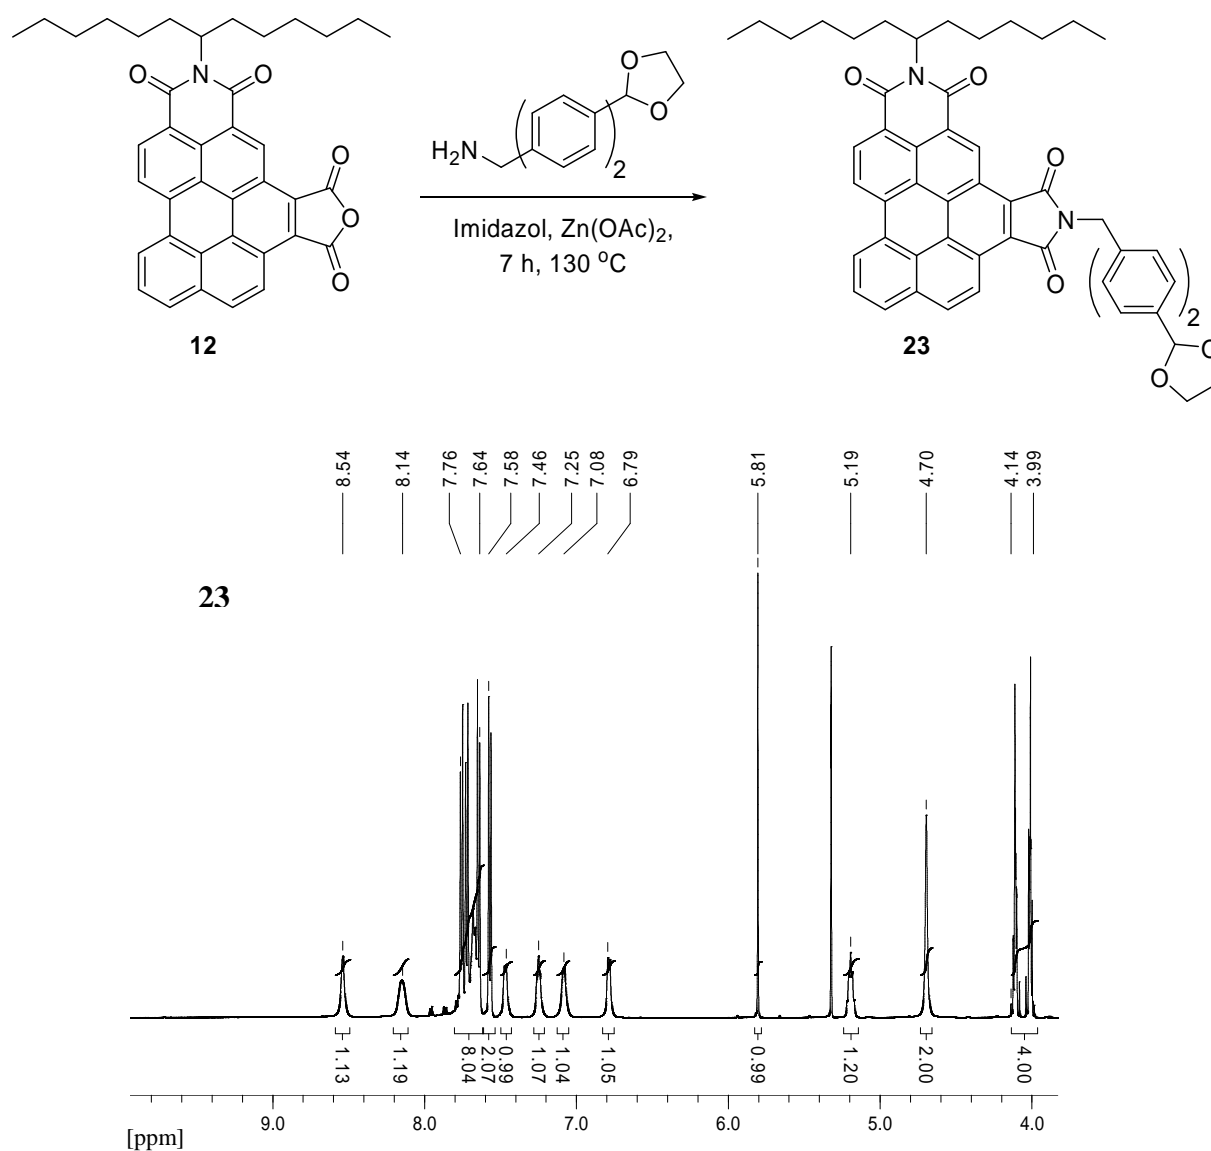 O N O
O O
H₂N
2
O
O
O
Imidazol, Zn(OAc)₂,
7 h, 130 °C
12
O N O
O
N
O
2
O
O
23
8.54
8.14
7.76
7.64
7.58
7.46
7.25
7.08
6.79
5.81
5.19
4.70
4.14
3.99
23
1.13
1.19
8.04
2.07
0.99
1.07
1.04
1.05
0.99
1.20
2.00
4.00
9.0 8.0 7.0 6.0 5.0 4.0
[ppm]